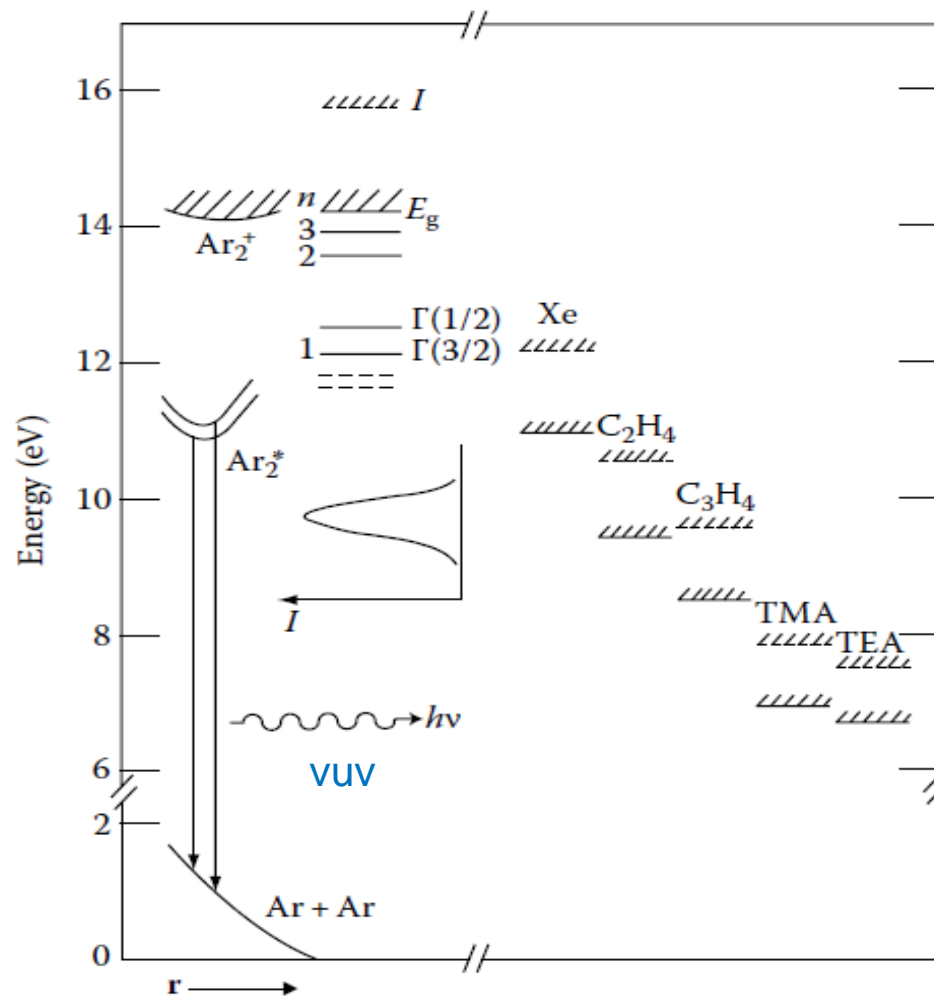 Energy (eV)
16
14
12
10
8
6
2
0
I
n
E_g
3
2
Ar₂⁺
Γ(1/2)
1
Γ(3/2)
Xe
Ar₂*
C₂H₄
C₃H₄
I
TMA
TEA
hν
VUV
Ar + Ar
r